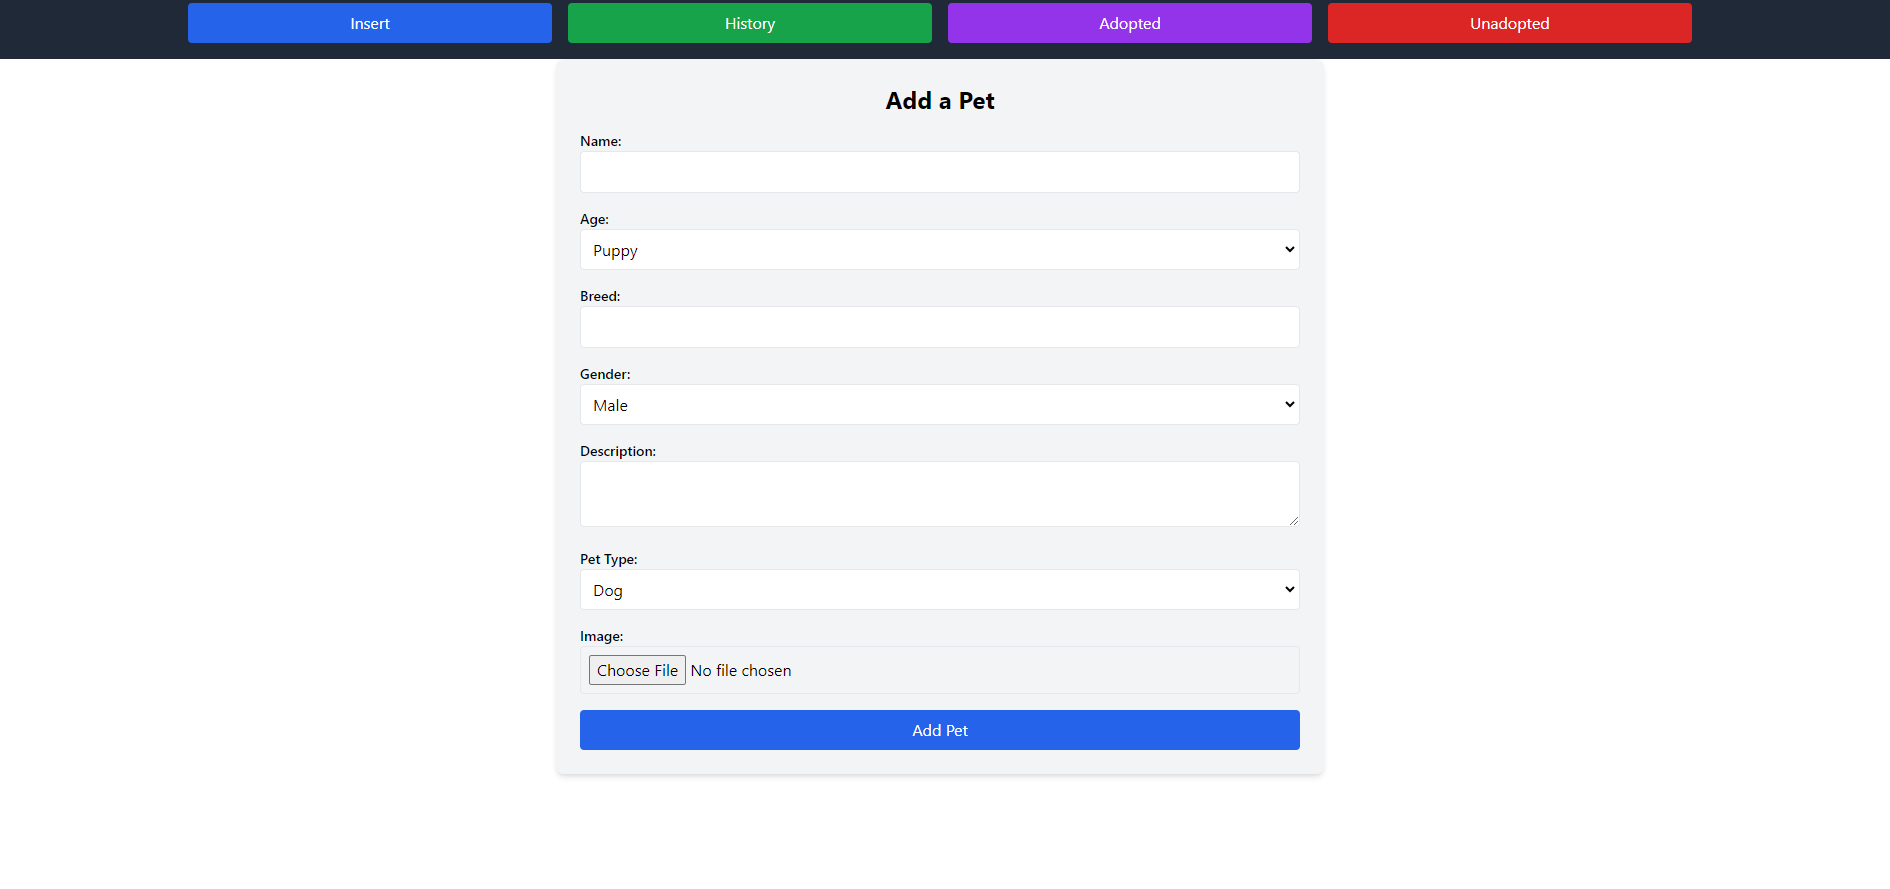 Insert History Adopted Unadopted
Add a Pet
Name:
Age:
Puppy
Breed:
Gender:
Male
Description:
Pet Type:
Dog
Image:
Choose File No file chosen
Add Pet